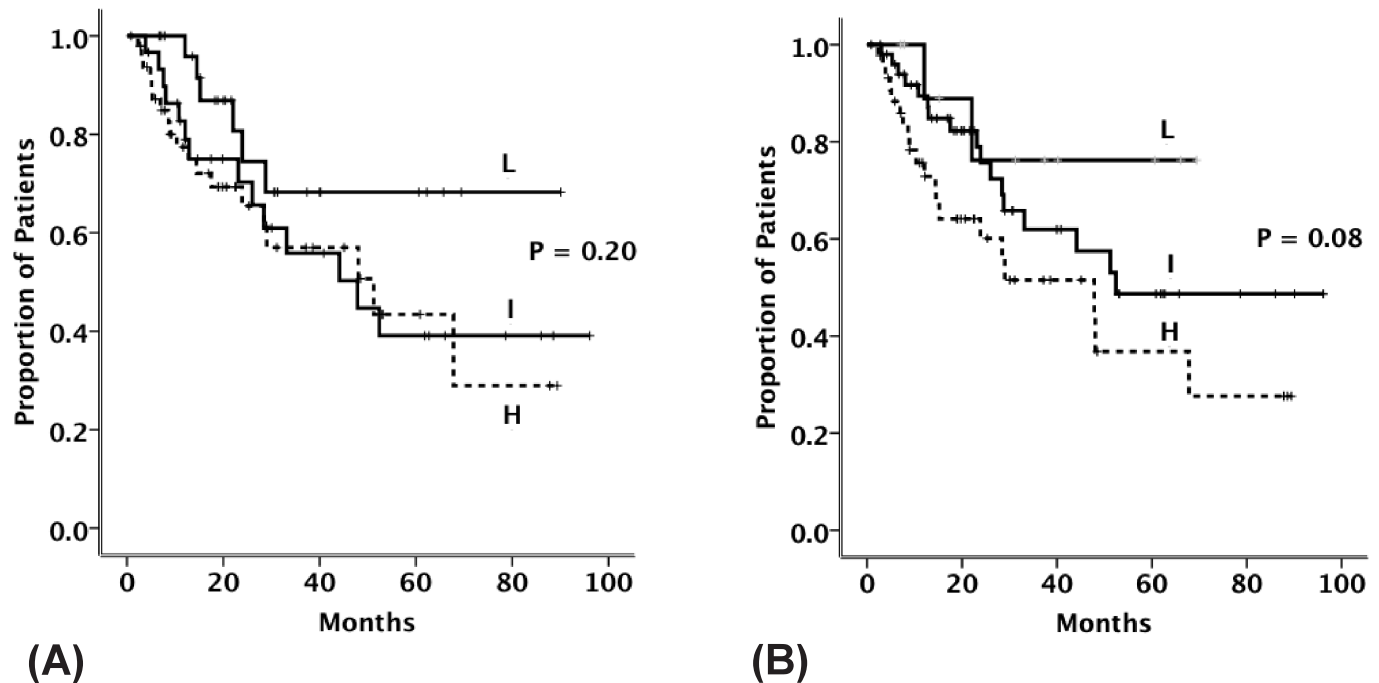 Proportion of Patients
1.0
0.8
0.6
0.4
0.2
0.0
L
P = 0.20
I
H
0 20 40 60 80 100
Months
(A)
Proportion of Patients
1.0
0.8
0.6
0.4
0.2
0.0
L
P = 0.08
I
H
0 20 40 60 80 100
Months
(B)